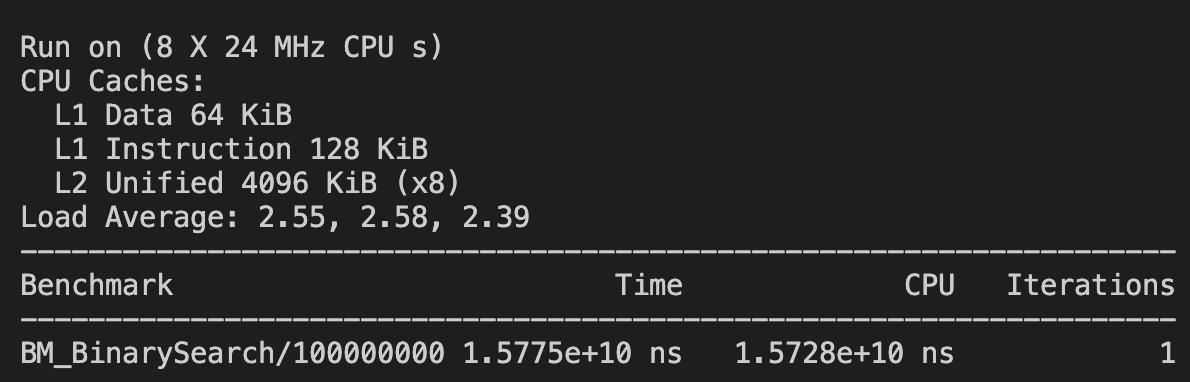 Run on (8 X 24 MHz CPU s)
CPU Caches:
  L1 Data 64 KiB
  L1 Instruction 128 KiB
  L2 Unified 4096 KiB (x8)
Load Average: 2.55, 2.58, 2.39
--------------------------------------------------------------------
Benchmark                          Time             CPU   Iterations
--------------------------------------------------------------------
BM_BinarySearch/100000000 1.5775e+10 ns   1.5728e+10 ns            1